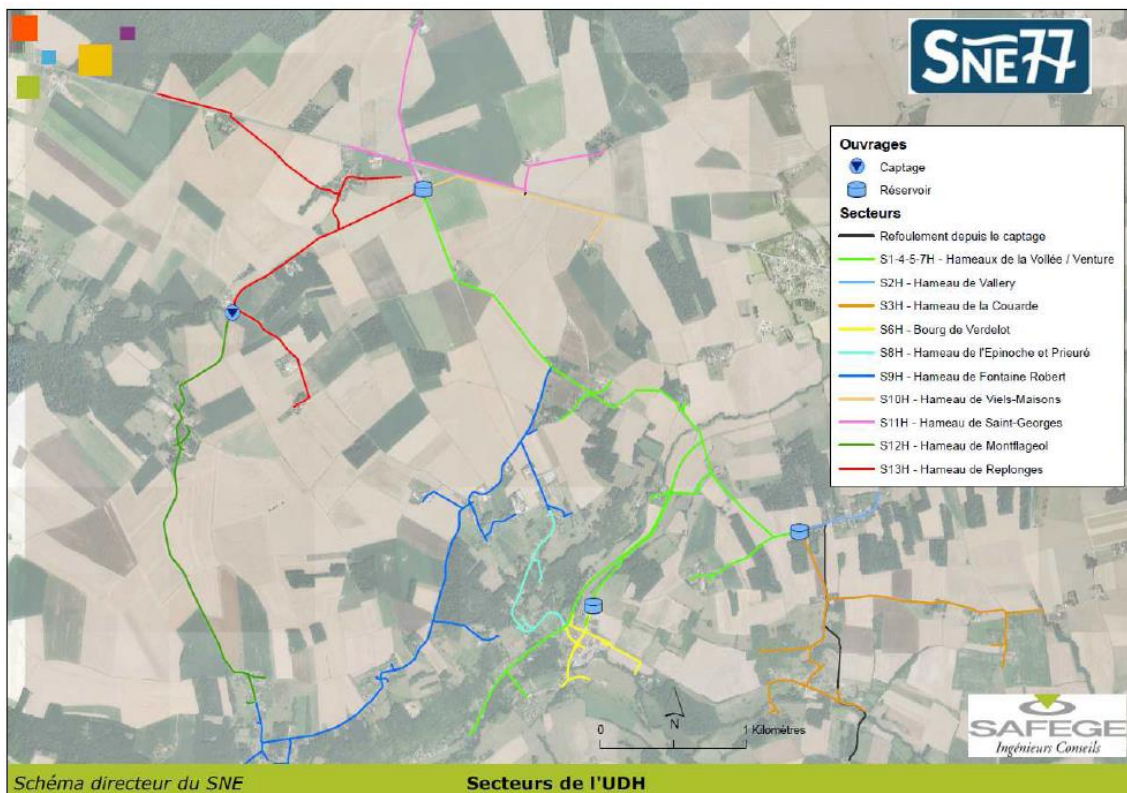 SNE77
Ouvrages
Captage
Réservoir
Secteurs
Refoulement depuis le captage
S1-4-5-7H - Hameaux de la Vollée / Venture
S2H - Hameau de Vallery
S3H - Hameau de la Couarde
S6H - Bourg de Verdelot
S8H - Hameau de l'Epinoche et Prieuré
S9H - Hameau de Fontaine Robert
S10H - Hameau de Viels-Maisons
S11H - Hameau de Saint-Georges
S12H - Hameau de Montflageol
S13H - Hameau de Replonges
N
0 1 Kilomètres
SAFEGE
Ingénieurs Conseils
Schéma directeur du SNE Secteurs de l'UDH